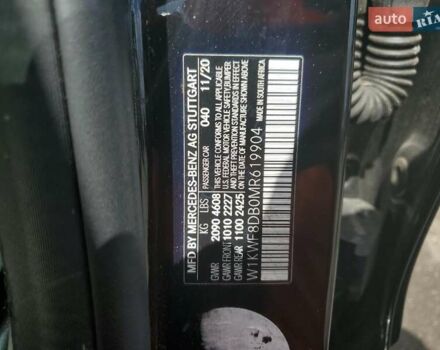 auto RIA
MFD BY MERCEDES-BENZ AG STUTTGART
PASSENGER CAR 040 11/20
KG LBS
GVWR 2090 4608
GAWR FRONT 1010 2227
GAWR REAR 1100 2425
THIS VEHICLE CONFORMS TO ALL APPLICABLE
U.S. FEDERAL MOTOR VEHICLE SAFETY, BUMPER
AND THEFT PREVENTION STANDARDS IN EFFECT
ON THE DATE OF MANUFACTURE SHOWN ABOVE.
MADE IN SOUTH AFRICA
W1KWF8DB0MR619904